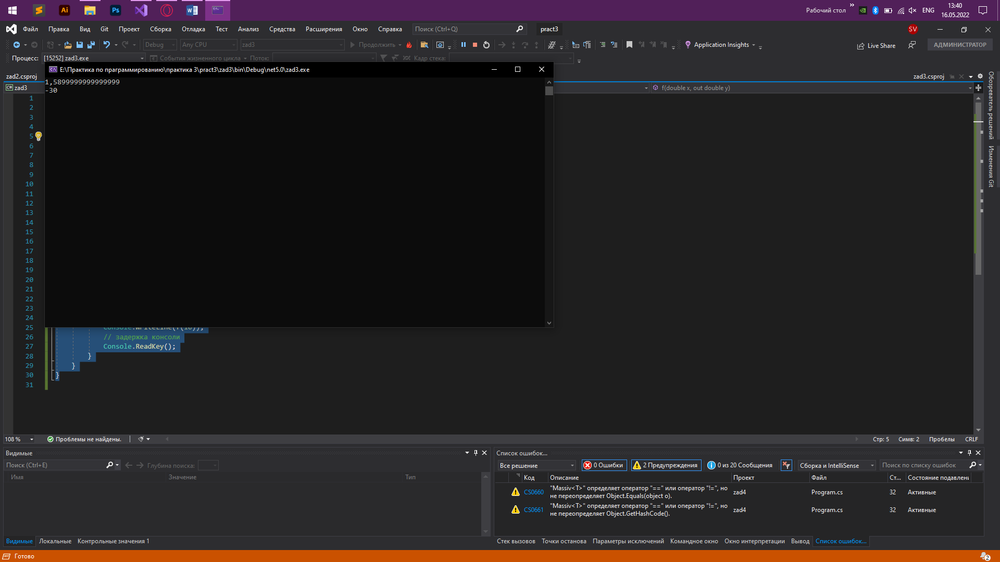 Ai
Ps
W
Рабочий стол
ENG
13:40
16.05.2022
Файл Правка Вид Git Проект Сборка Отладка Тест Анализ Средства Расширения Окно Справка Поиск (Ctrl+Q) pract3 SV
Debug Any CPU zad3 Продолжить Application Insights Live Share АДМИНИСТРАТОР
Процесс: [15252] zad3.exe События жизненного цикла Поток: Кадр стека:
E:\Практика по праграммированию\практика 3\pract3\zad3\bin\Debug\net5.0\zad3.exe
zad2.csproj zad3.csproj
1,5899999999999999
-30
C# zad3 f(double x, out double y)
1
2
3
4
5
6
7
8
9
10
11
12
13
14
15
16
17
18
19
20
21
22
23
24
25 Console.WriteLine(f(10));
26 // задержка консоли
27 Console.ReadKey();
28 }
29 }
30 }
31
Обозреватель решений
Изменения Git
108 % Проблемы не найдены. Стр: 5 Симв: 2 Пробелы CRLF
Видимые
Поиск (Ctrl+E) Глубина поиска:
Имя Значение Тип
Видимые Локальные Контрольные значения 1
Список ошибок...
Все решение 0 Ошибки 2 Предупреждения 0 из 20 Сообщения Сборка и IntelliSense Поиск по списку ошибок
Код Описание Проект Файл Ст... Состояние подавлени
CS0660 "Massiv<T>" определяет оператор "==" или оператор "!=", но не переопределяет Object.Equals(object o). zad4 Program.cs 32 Активные
CS0661 "Massiv<T>" определяет оператор "==" или оператор "!=", но не переопределяет Object.GetHashCode(). zad4 Program.cs 32 Активные
Стек вызовов Точки останова Параметры исключений Командное окно Окно интерпретации Вывод Список ошибок...
Готово
2